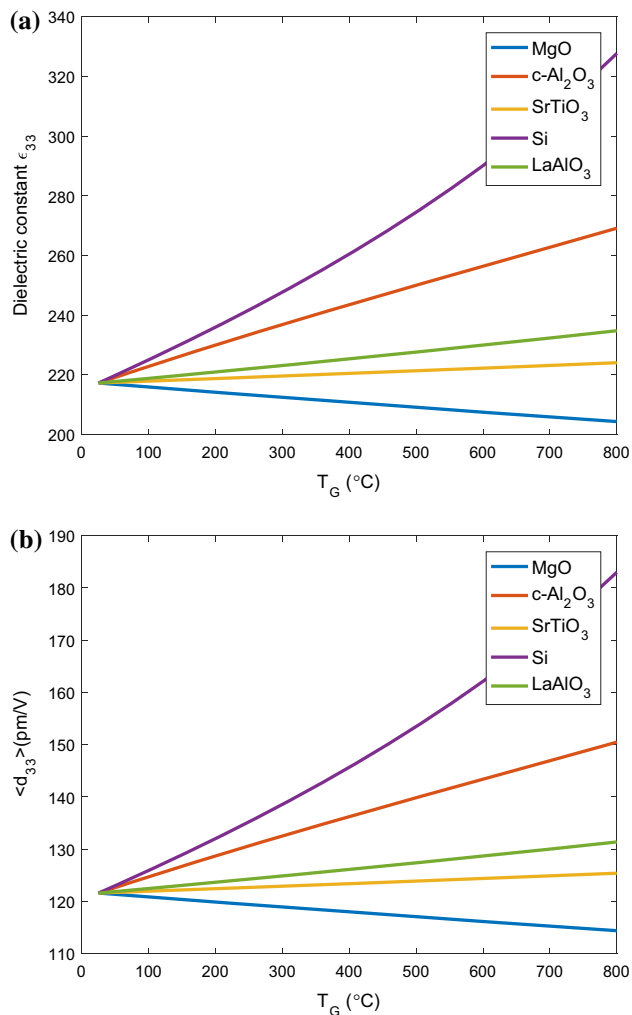 (a)
340
320
300
280
260
240
220
200
Dielectric constant ϵ33
0 100 200 300 400 500 600 700 800
TG (°C)
MgO
c-Al2O3
SrTiO3
Si
LaAlO3
(b)
190
180
170
160
150
140
130
120
110
<d33>(pm/V)
0 100 200 300 400 500 600 700 800
TG (°C)
MgO
c-Al2O3
SrTiO3
Si
LaAlO3